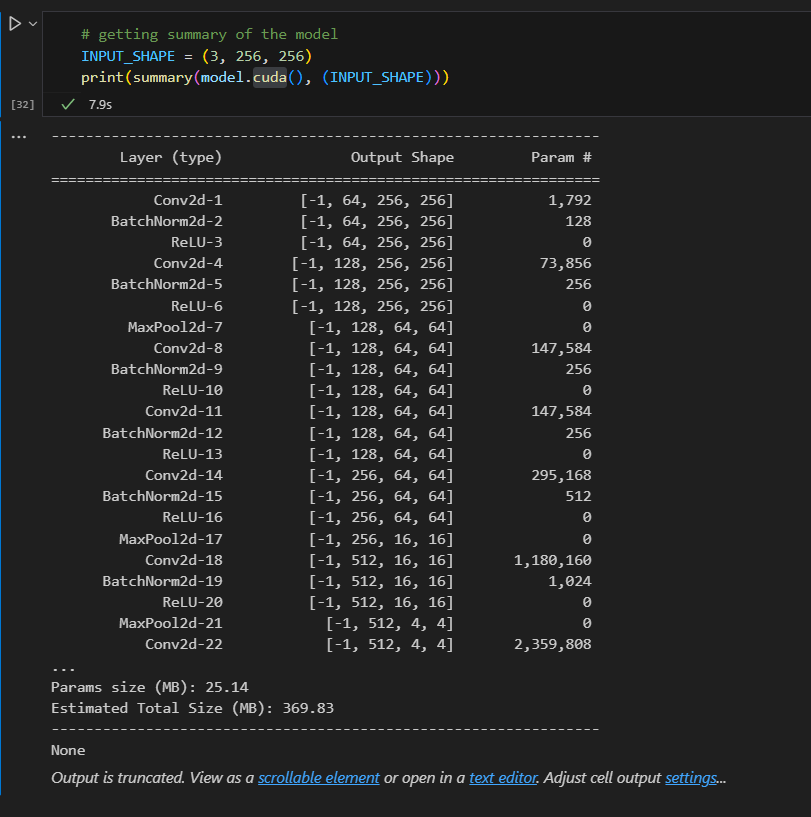 # getting summary of the model
INPUT_SHAPE = (3, 256, 256)
print(summary(model.cuda(), (INPUT_SHAPE)))
[32] 7.9s
...
----------------------------------------------------------------
Layer (type) Output Shape Param #
================================================================
Conv2d-1 [-1, 64, 256, 256] 1,792
BatchNorm2d-2 [-1, 64, 256, 256] 128
ReLU-3 [-1, 64, 256, 256] 0
Conv2d-4 [-1, 128, 256, 256] 73,856
BatchNorm2d-5 [-1, 128, 256, 256] 256
ReLU-6 [-1, 128, 256, 256] 0
MaxPool2d-7 [-1, 128, 64, 64] 0
Conv2d-8 [-1, 128, 64, 64] 147,584
BatchNorm2d-9 [-1, 128, 64, 64] 256
ReLU-10 [-1, 128, 64, 64] 0
Conv2d-11 [-1, 128, 64, 64] 147,584
BatchNorm2d-12 [-1, 128, 64, 64] 256
ReLU-13 [-1, 128, 64, 64] 0
Conv2d-14 [-1, 256, 64, 64] 295,168
BatchNorm2d-15 [-1, 256, 64, 64] 512
ReLU-16 [-1, 256, 64, 64] 0
MaxPool2d-17 [-1, 256, 16, 16] 0
Conv2d-18 [-1, 512, 16, 16] 1,180,160
BatchNorm2d-19 [-1, 512, 16, 16] 1,024
ReLU-20 [-1, 512, 16, 16] 0
MaxPool2d-21 [-1, 512, 4, 4] 0
Conv2d-22 [-1, 512, 4, 4] 2,359,808
...
Params size (MB): 25.14
Estimated Total Size (MB): 369.83
----------------------------------------------------------------
None
Output is truncated. View as a scrollable element or open in a text editor. Adjust cell output settings...